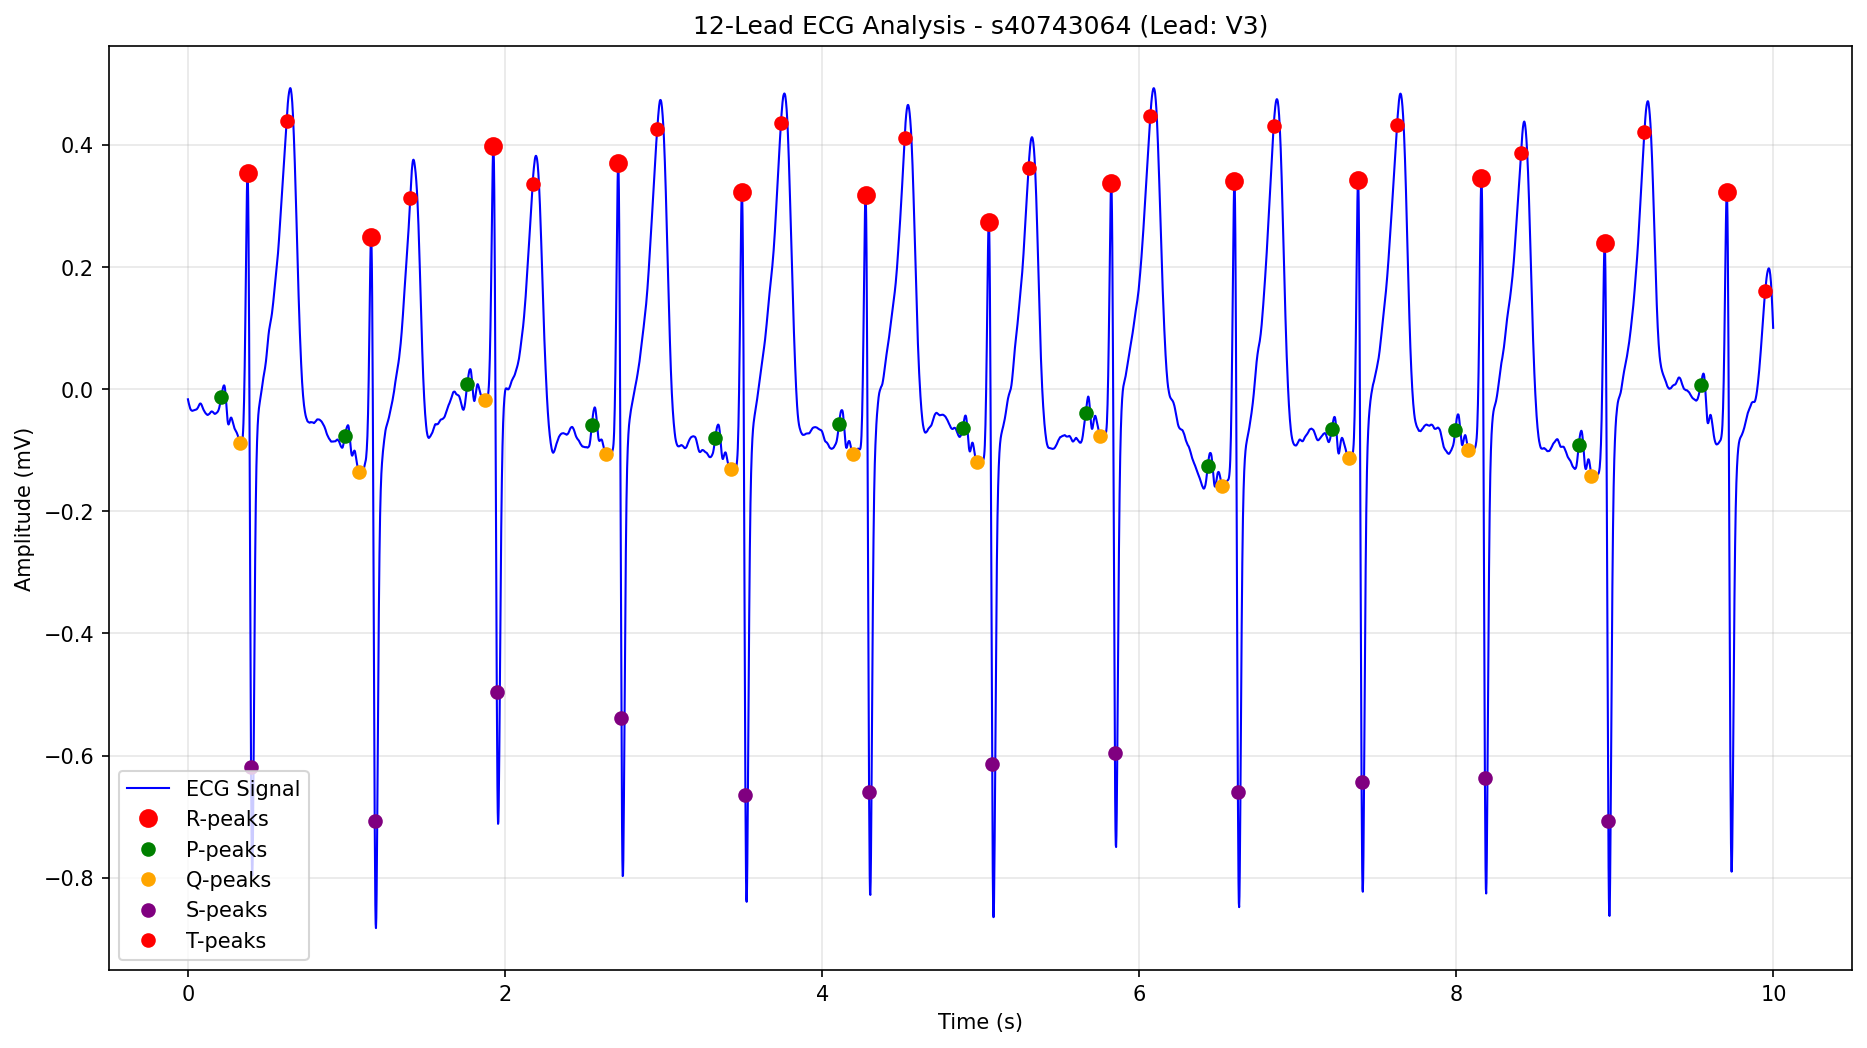 12-Lead ECG Analysis - s40743064 (Lead: V3)
Amplitude (mV)
0.4
0.2
0.0
−0.2
−0.4
−0.6
−0.8
ECG Signal
R-peaks
P-peaks
Q-peaks
S-peaks
T-peaks
0 2 4 6 8 10
Time (s)